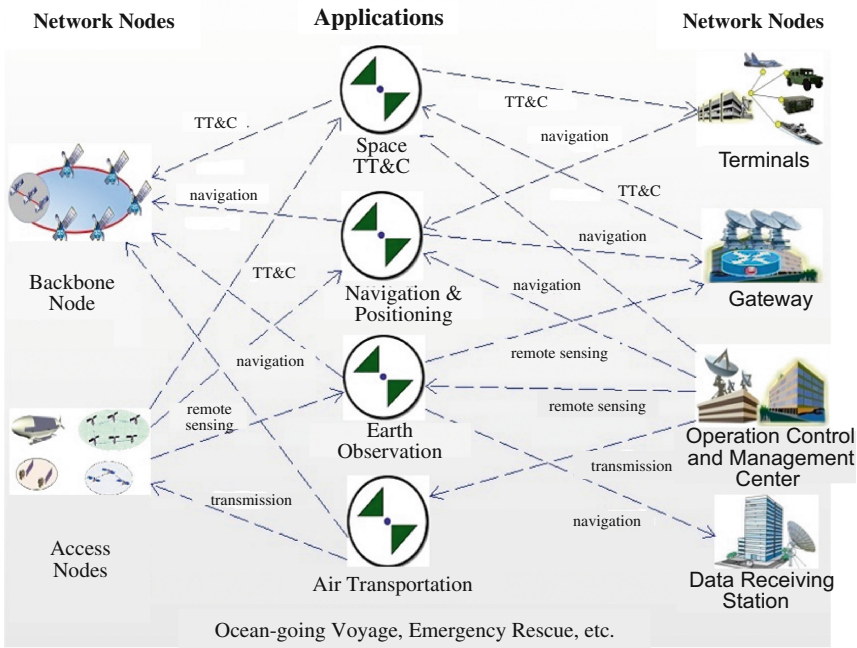 Network Nodes
Applications
Network Nodes
TT&C
TT&C
navigation
Space
TT&C
Terminals
navigation
TT&C
navigation
Backbone
Node
TT&C
Navigation &
Positioning
navigation
Gateway
navigation
remote sensing
remote
sensing
remote sensing
Earth
Observation
Operation Control
and Management
Center
transmission
transmission
navigation
Access
Nodes
Air Transportation
Data Receiving
Station
Ocean-going Voyage, Emergency Rescue, etc.